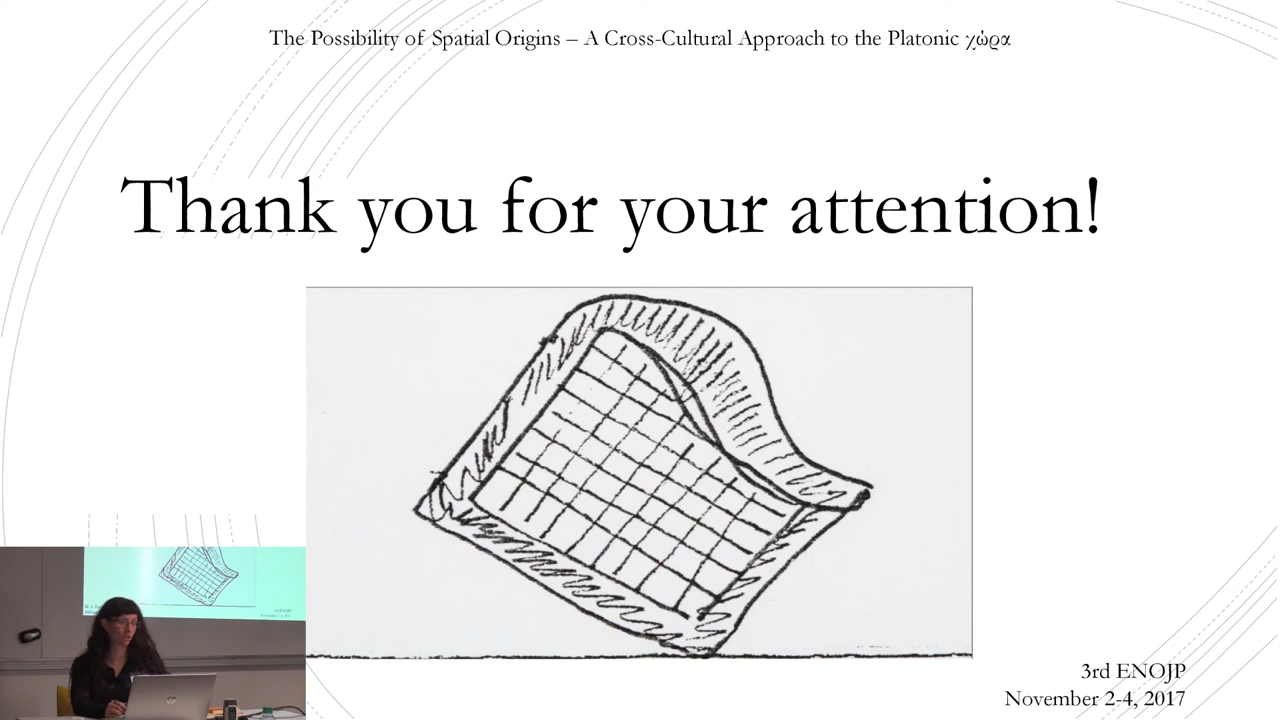 The Possibility of Spatial Origins – A Cross-Cultural Approach to the Platonic χώρα
Thank you for your attention!
3rd ENOJP
November 2-4, 2017